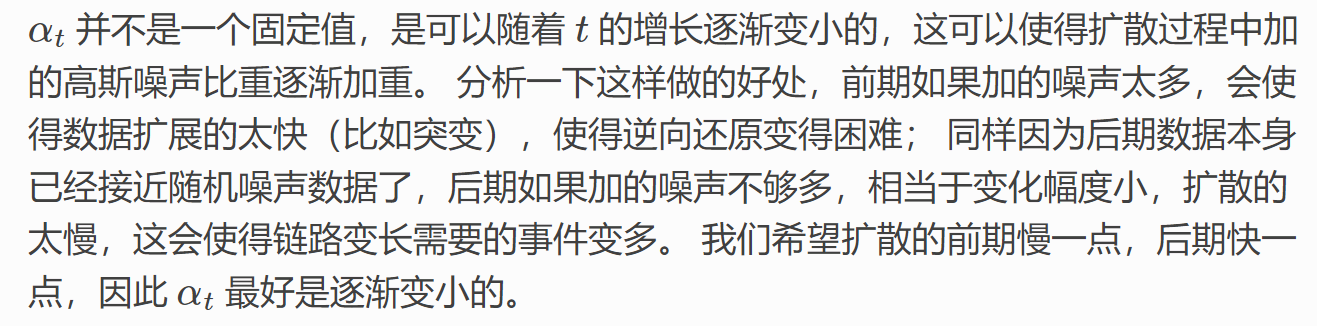 αt 并不是一个固定值，是可以随着 t 的增长逐渐变小的，这可以使得扩散过程中加
的高斯噪声比重逐渐加重。 分析一下这样做的好处，前期如果加的噪声太多，会使
得数据扩展的太快（比如突变），使得逆向还原变得困难； 同样因为后期数据本身
已经接近随机噪声数据了，后期如果加的噪声不够多，相当于变化幅度小，扩散的
太慢，这会使得链路变长需要的事件变多。 我们希望扩散的前期慢一点，后期快一
点，因此 αt 最好是逐渐变小的。